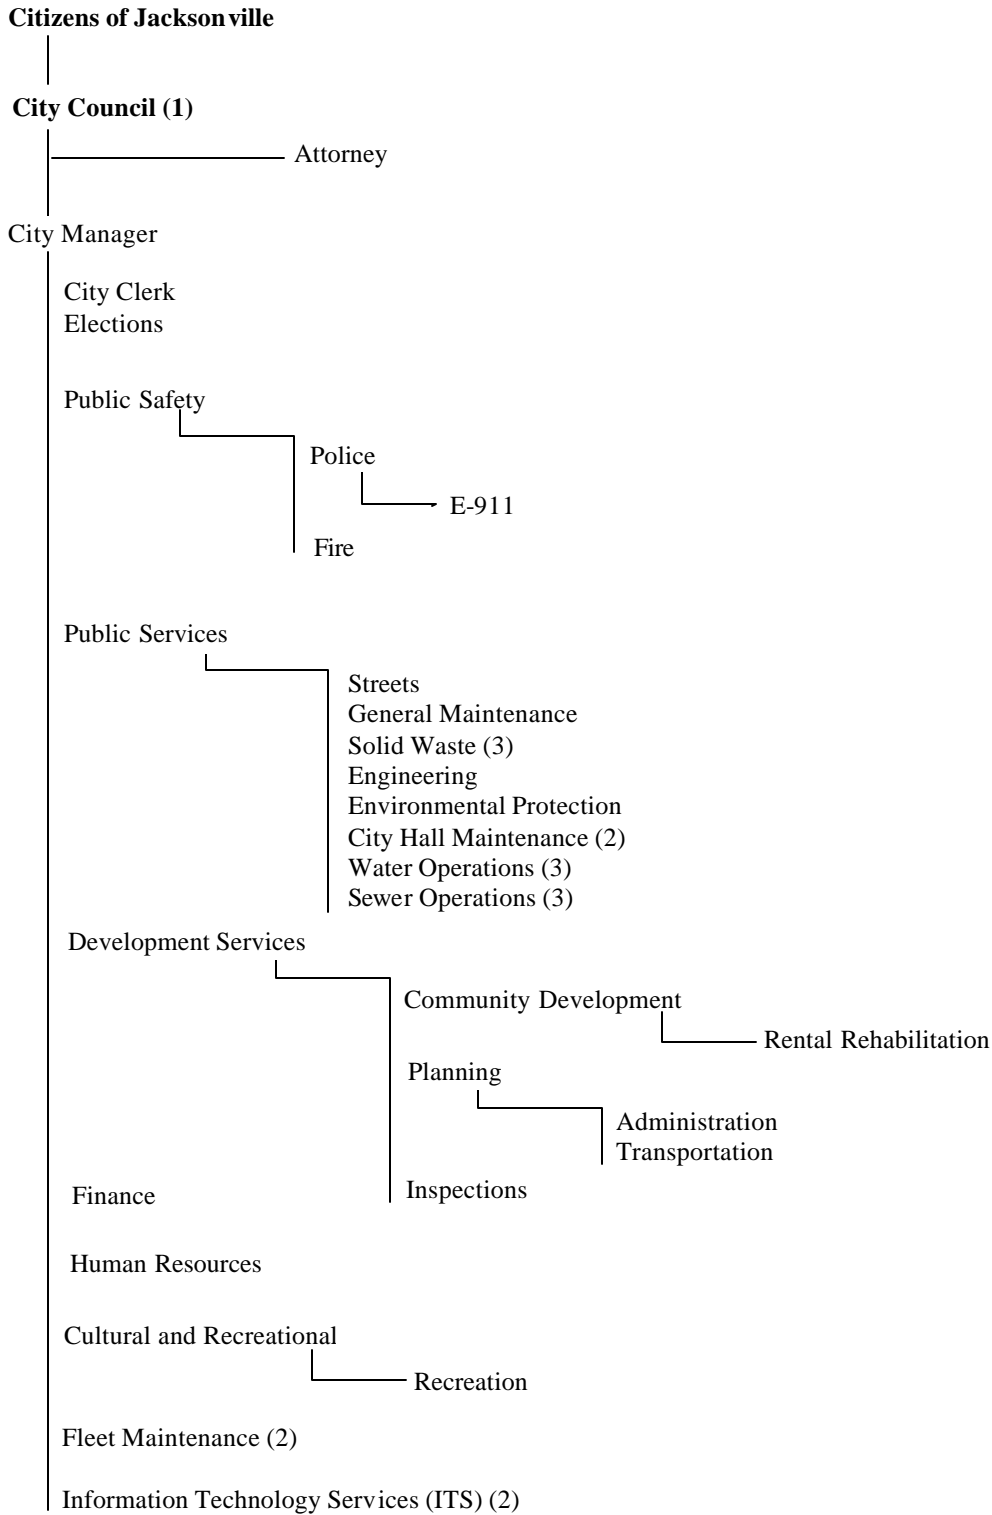 Citizens of Jacksonville
City Council (1)
Attorney
City Manager
City Clerk
Elections
Public Safety
Police
E-911
Fire
Public Services
Streets
General Maintenance
Solid Waste (3)
Engineering
Environmental Protection
City Hall Maintenance (2)
Water Operations (3)
Sewer Operations (3)
Development Services
Community Development
Rental Rehabilitation
Planning
Administration
Transportation
Inspections
Finance
Human Resources
Cultural and Recreational
Recreation
Fleet Maintenance (2)
Information Technology Services (ITS) (2)